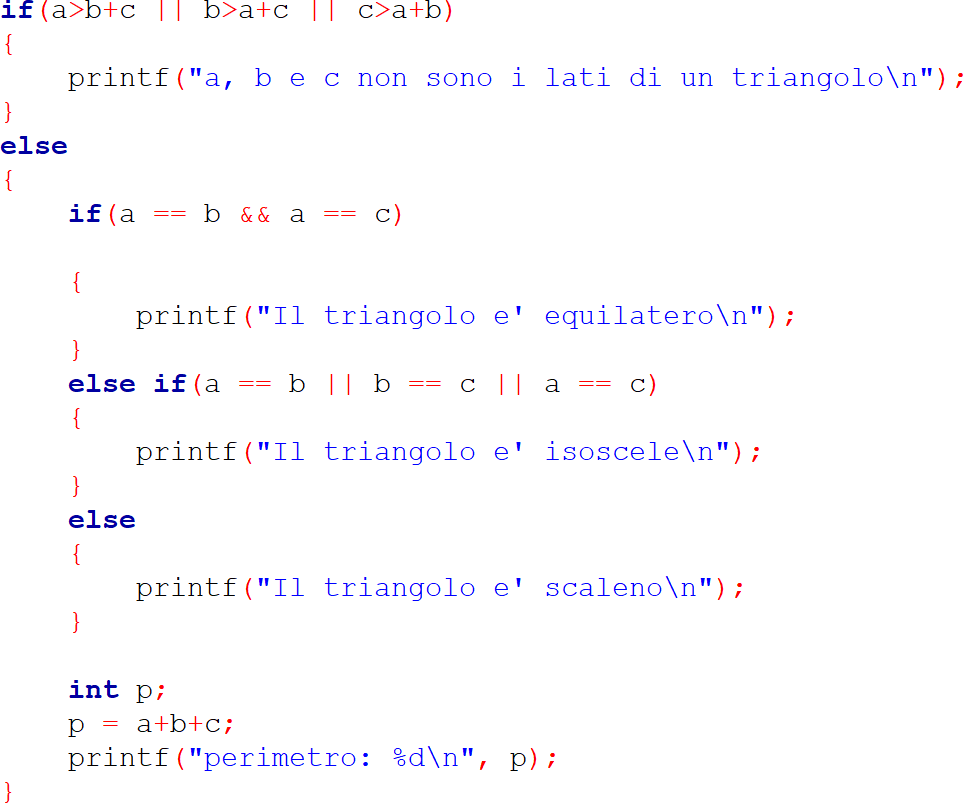 if(a>b+c || b>a+c || c>a+b)
{
    printf("a, b e c non sono i lati di un triangolo\n");
}
else
{
    if(a == b && a == c)

    {
        printf("Il triangolo e' equilatero\n");
    }
    else if(a == b || b == c || a == c)
    {
        printf("Il triangolo e' isoscele\n");
    }
    else
    {
        printf("Il triangolo e' scaleno\n");
    }

    int p;
    p = a+b+c;
    printf("perimetro: %d\n", p);
}